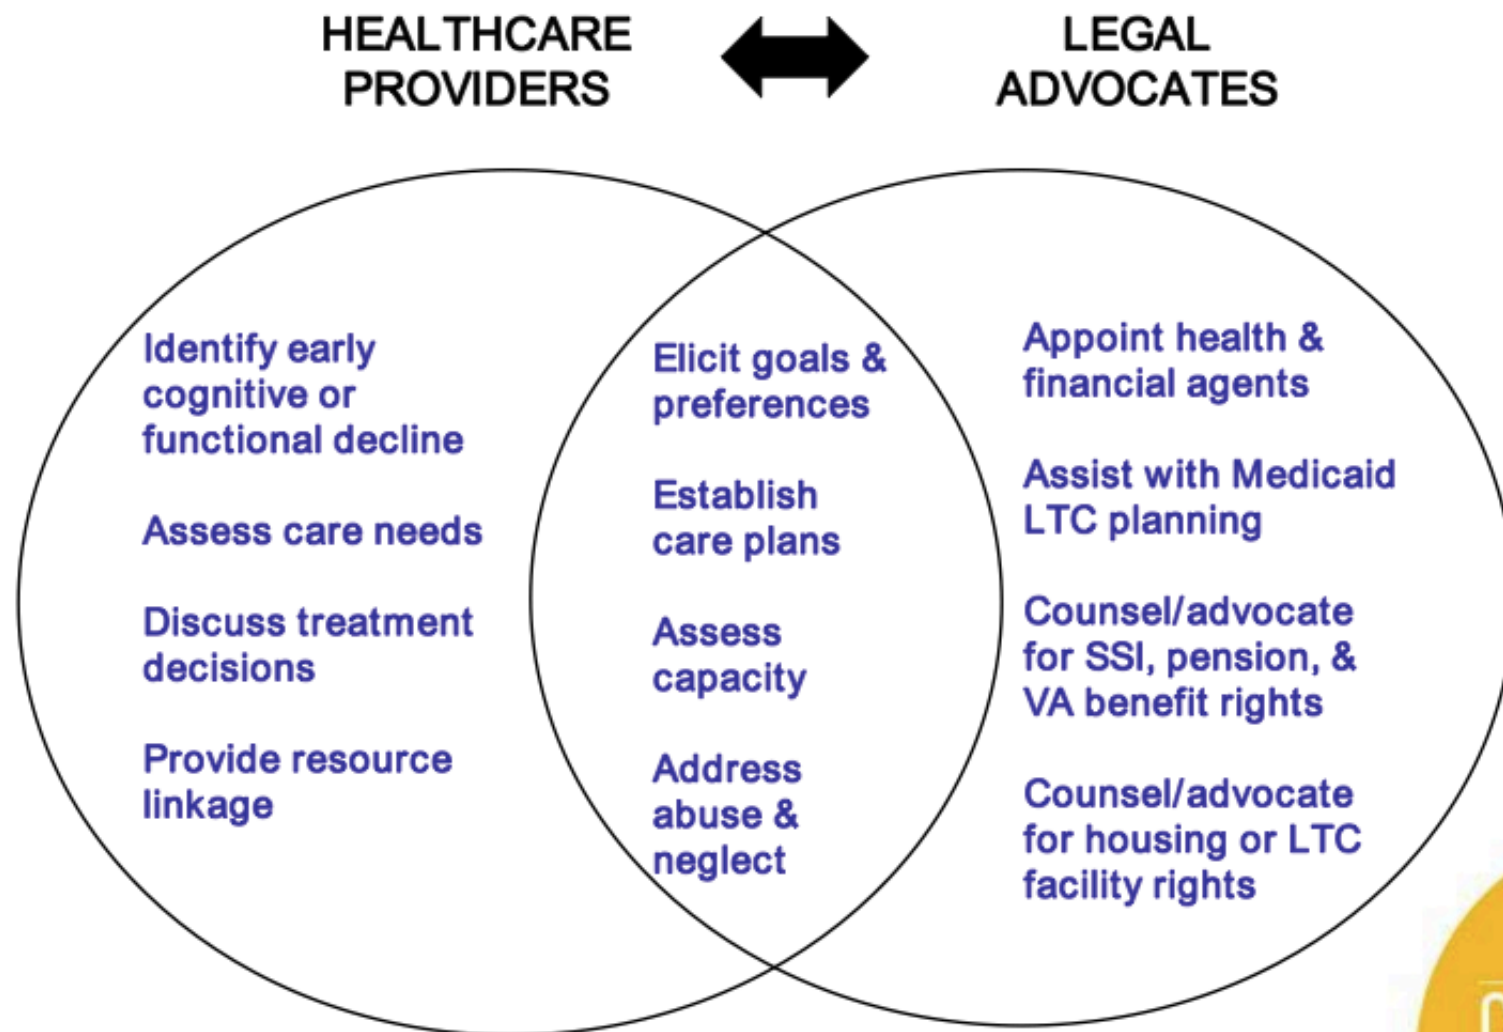 HEALTHCARE
PROVIDERS
LEGAL
ADVOCATES
Identify early
cognitive or
functional decline
Assess care needs
Discuss treatment
decisions
Provide resource
linkage
Elicit goals &
preferences
Establish
care plans
Assess
capacity
Address
abuse &
neglect
Appoint health &
financial agents
Assist with Medicaid
LTC planning
Counsel/advocate
for SSI, pension, &
VA benefit rights
Counsel/advocate
for housing or LTC
facility rights